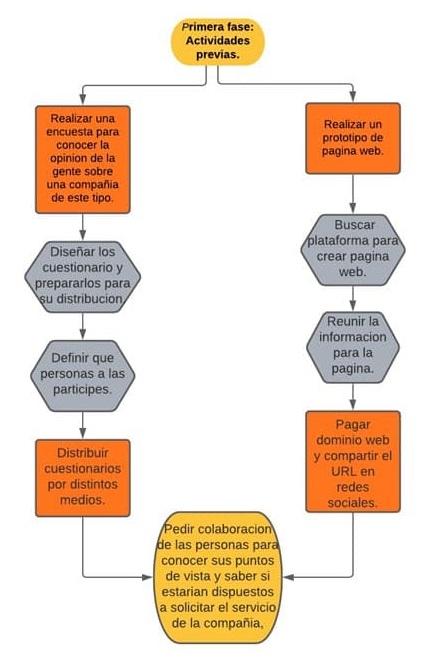 Primera fase:
Actividades
previas.
Realizar una
encuesta para
conocer la
opinion de la
gente sobre
una compañia
de este tipo.
Diseñar los
cuestionario y
prepararlos para
su distribucion
Definir que
personas a las
participes.
Distribuir
cuestionarios
por distintos
medios.
Realizar un
prototipo de
pagina web.
Buscar
plataforma para
crear pagina
web.
Reunir la
informacion
para la
pagina.
Pagar
dominio web
y compartir el
URL en
redes
sociales.
Pedir colaboracion
de las personas para
conocer sus puntos
de vista y saber si
estarian dispuestos
a solicitar el servicio
de la compañia,